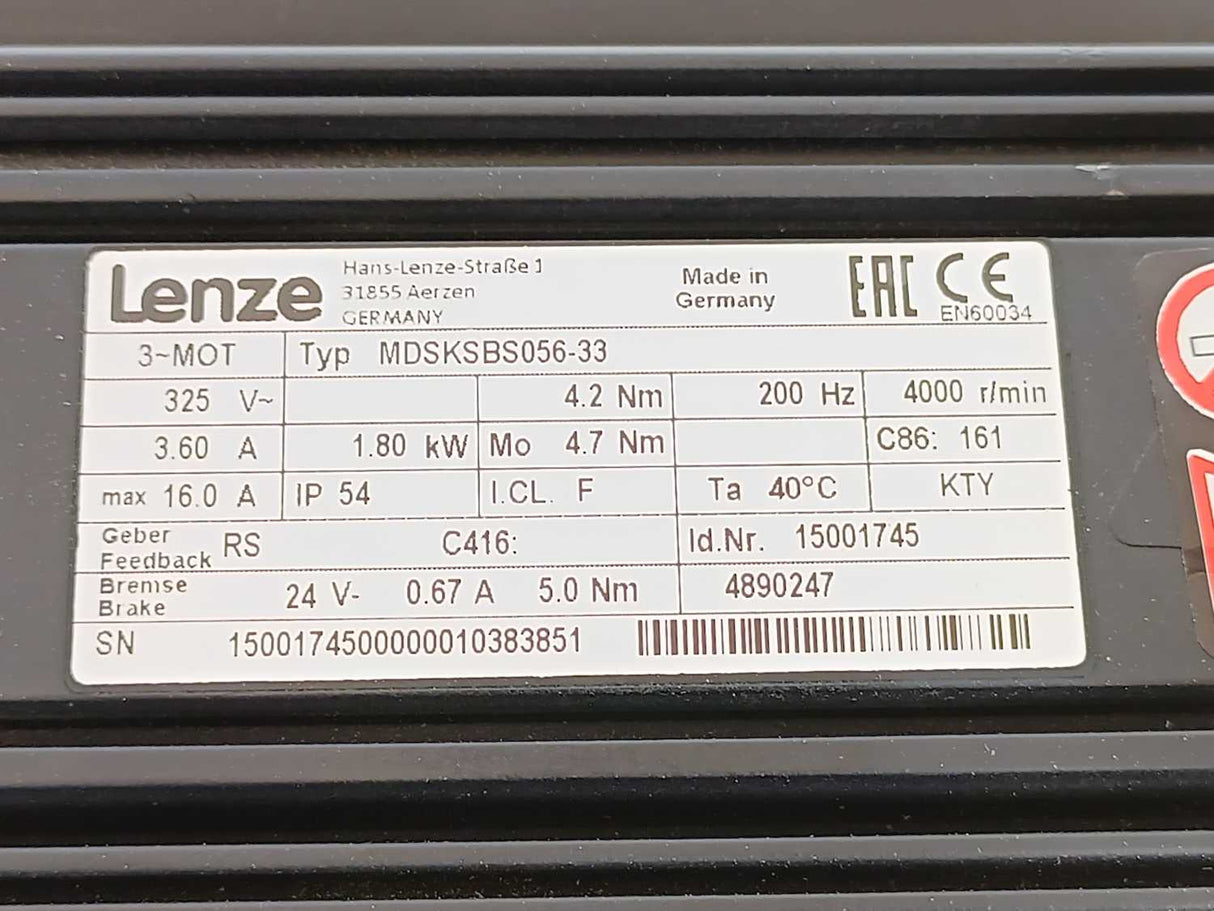 Lenze
Hans-Lenze-Straße 1
31855 Aerzen
GERMANY
Made in
Germany
EAC CE
EN60034
3~MOT Typ MDSKSBS056-33
325 V~ 4.2 Nm 200 Hz 4000 r/min
3.60 A 1.80 kW Mo 4.7 Nm C86: 161
max 16.0 A IP 54 I.CL. F Ta 40°C KTY
Geber
Feedback RS C416: Id.Nr. 15001745
Bremse
Brake 24 V- 0.67 A 5.0 Nm 4890247
SN 1500174500000010383851